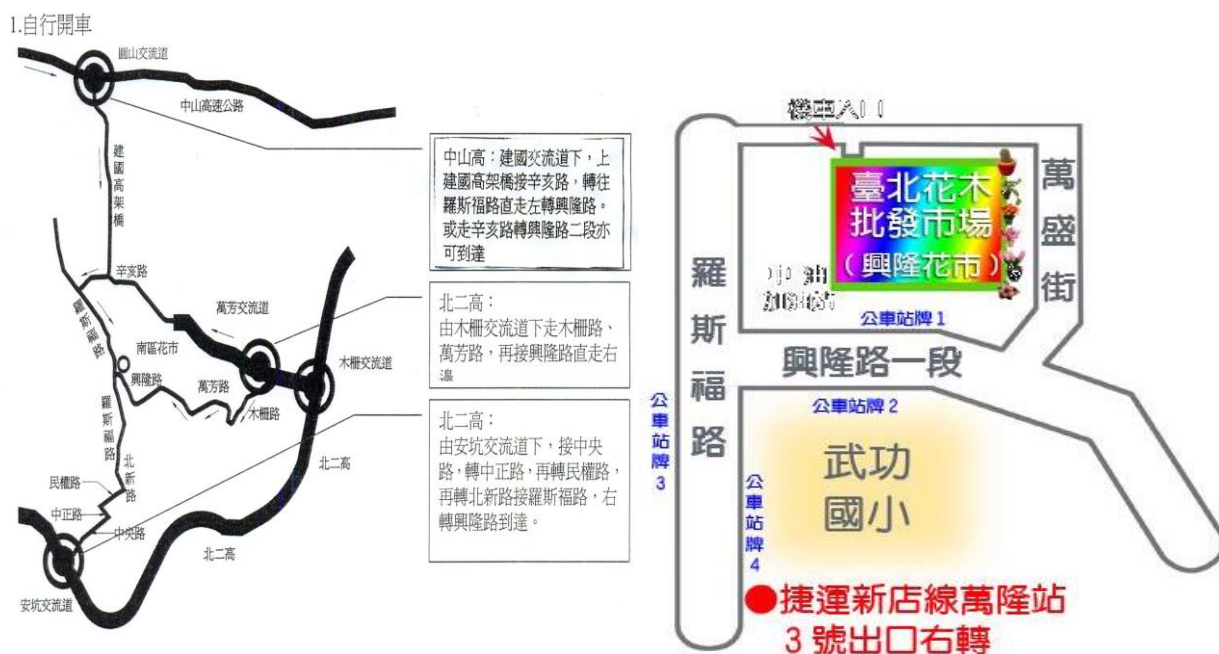 1.自行開車
圓山交流道
中山高速公路
建國高架橋
中山高：建國交流道下，上
建國高架橋接辛亥路，轉往
羅斯福路直走左轉興隆路。
或走辛亥路轉興隆路二段亦
可到達
辛亥路
羅斯福路
萬芳交流道
南區花市
木柵交流道
興隆路
萬芳路
木柵路
北二高：
由木柵交流道下走木柵路、
萬芳路，再接興隆路直走右
羅斯福路
北新路
民權路
中正路
中央路
北二高
北二高
安坑交流道
北二高：
由安坑交流道下，接中央
路，轉中正路，再轉民權路，
再轉北新路接羅斯福路，右
轉興隆路到達。
機車入口
臺北花木
批發市場
（興隆花市）
萬盛街
羅斯福路
公車站牌1
興隆路一段
公車站牌2
公車站牌3
公車站牌4
武功
國小
●捷運新店線萬隆站
3號出口右轉